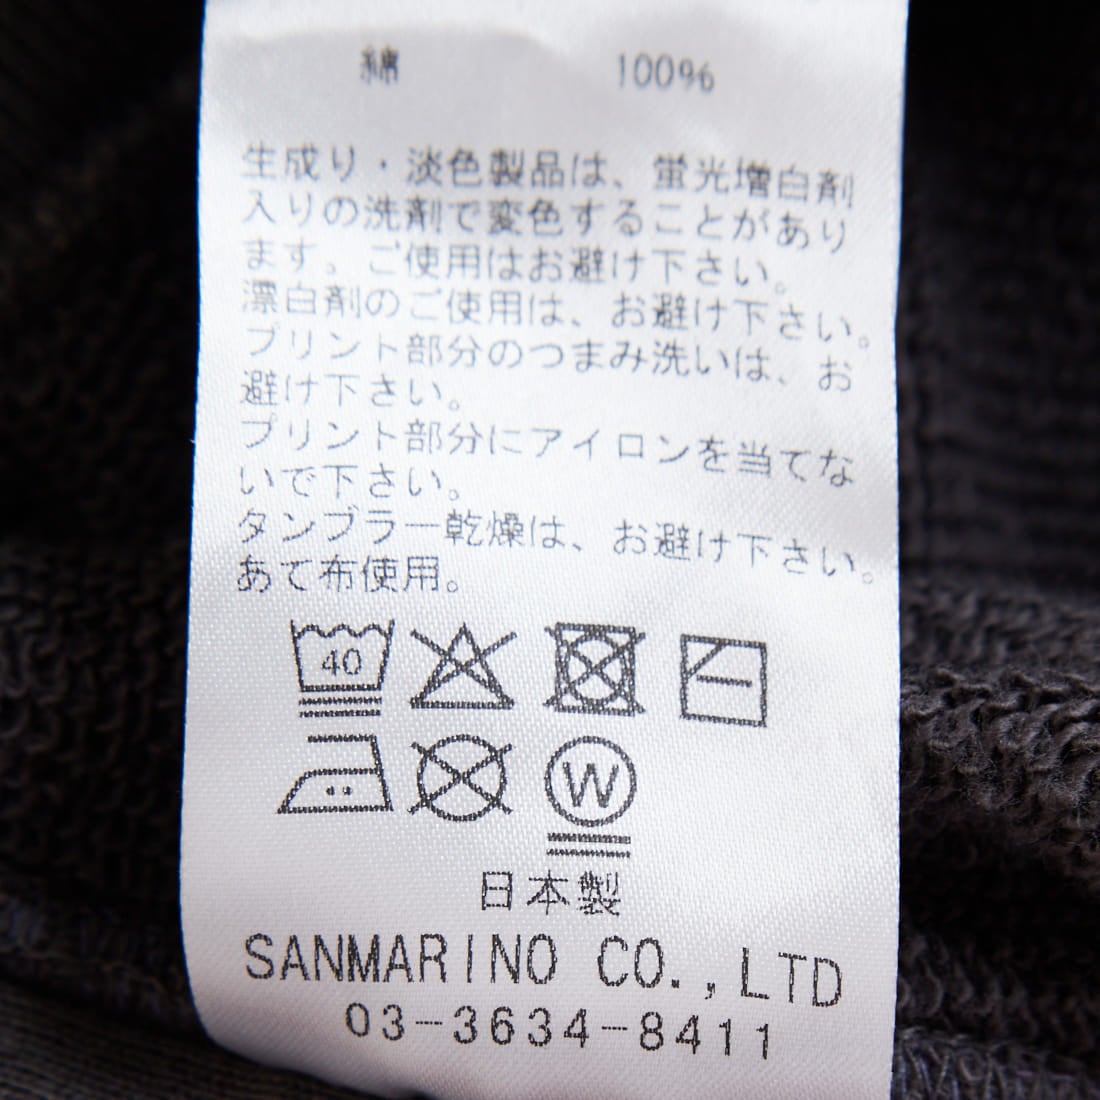 綿 100%
生成り・淡色製品は、蛍光増白剤
入りの洗剤で変色することがあり
ます。ご使用はお避け下さい。
漂白剤のご使用は、お避け下さい。
プリント部分のつまみ洗いは、お
避け下さい。
プリント部分にアイロンを当てな
いで下さい。
タンブラー乾燥は、お避け下さい。
あて布使用。
40
W
日本製
SANMARINO CO.,LTD
03-3634-8411